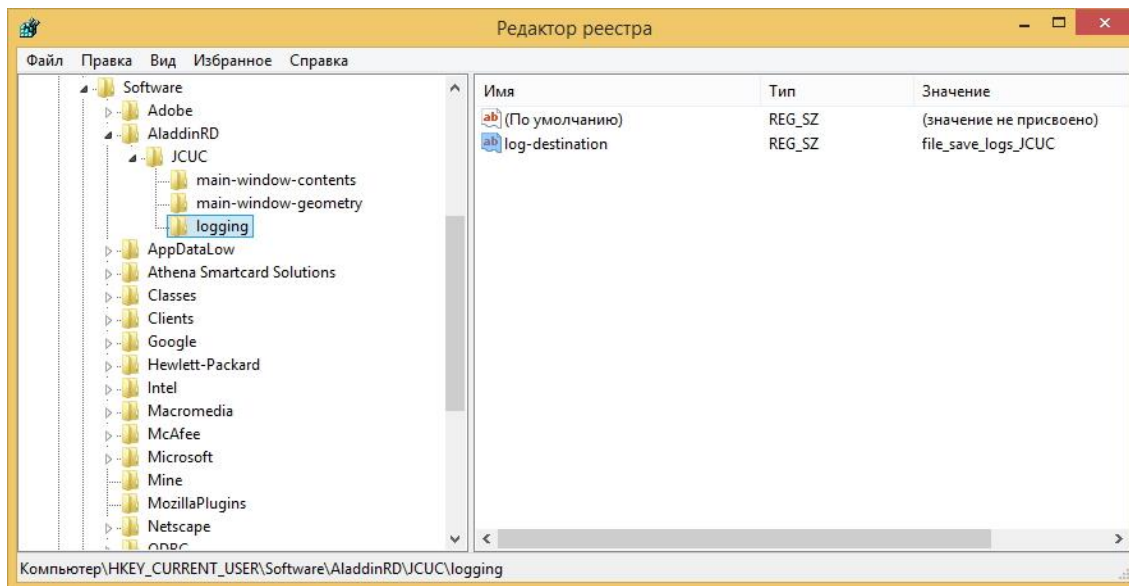 Редактор реестра
Файл Правка Вид Избранное Справка
Software
Adobe
AladdinRD
JCUC
main-window-contents
main-window-geometry
logging
AppDataLow
Athena Smartcard Solutions
Classes
Clients
Google
Hewlett-Packard
Intel
Macromedia
McAfee
Microsoft
Mine
MozillaPlugins
Netscape
ODBC
Имя Тип Значение
(По умолчанию) REG_SZ (значение не присвоено)
log-destination REG_SZ file_save_logs_JCUC
Компьютер\HKEY_CURRENT_USER\Software\AladdinRD\JCUC\logging